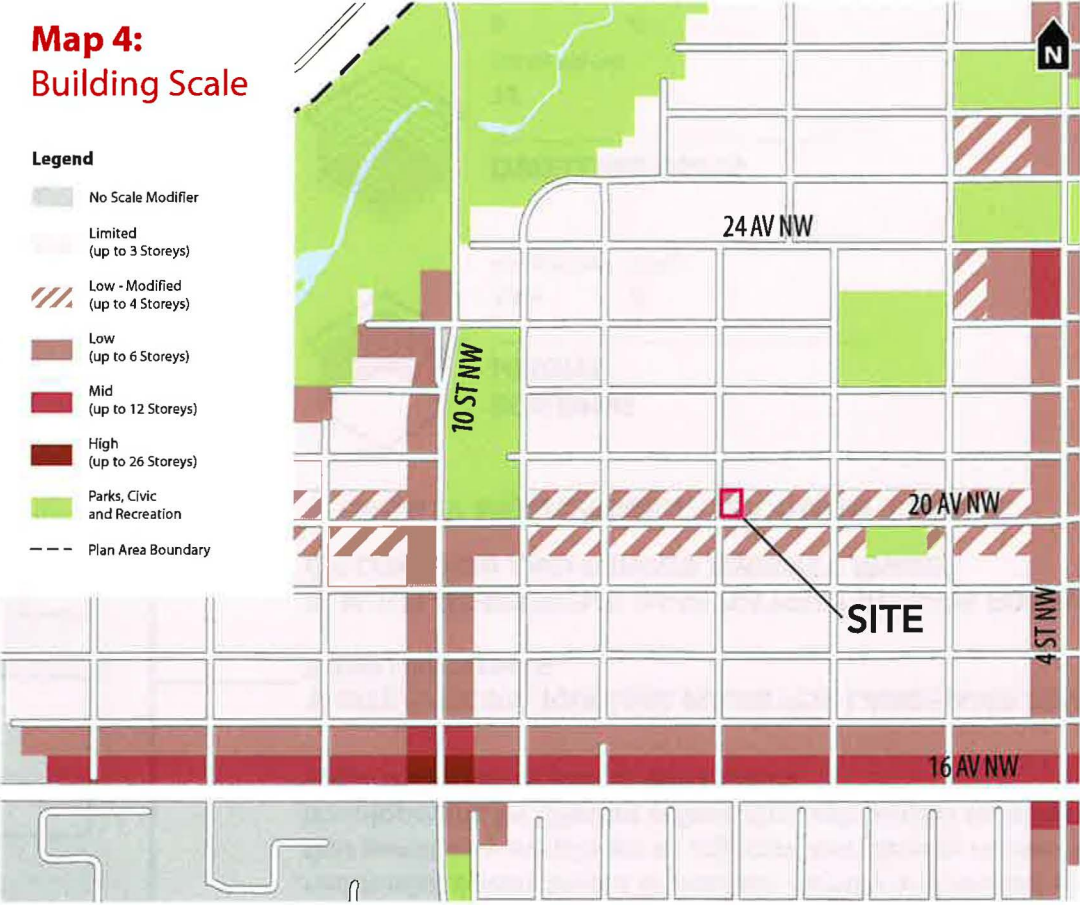 Map 4:
Building Scale
N
Legend
No Scale Modifier
Limited
(up to 3 Storeys)
Low - Modified
(up to 4 Storeys)
Low
(up to 6 Storeys)
Mid
(up to 12 Storeys)
High
(up to 26 Storeys)
Parks, Civic
and Recreation
Plan Area Boundary
24 AV NW
10 ST NW
20 AV NW
SITE
4 ST NW
16 AV NW